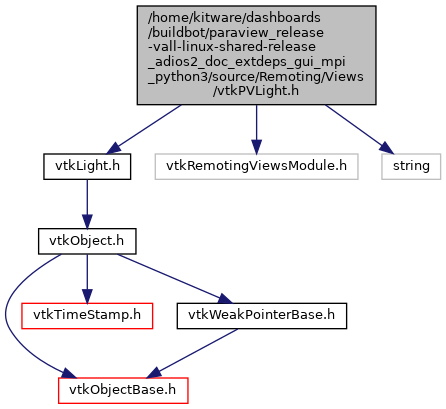 /home/kitware/dashboards
/buildbot/paraview_release
-vall-linux-shared-release
_adios2_doc_extdeps_gui_mpi
_python3/source/Remoting/Views
/vtkPVLight.h
vtkLight.h
vtkRemotingViewsModule.h
string
vtkObject.h
vtkTimeStamp.h
vtkWeakPointerBase.h
vtkObjectBase.h